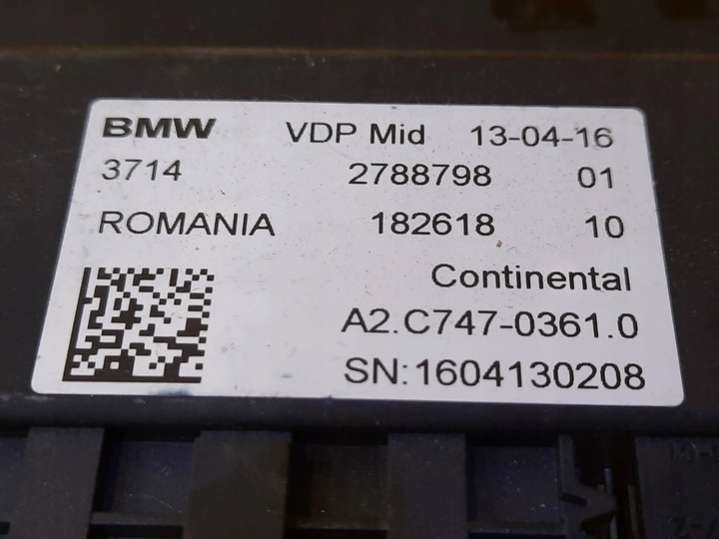 BMW VDP Mid 13-04-16
3714 2788798 01
ROMANIA 182618 10
Continental
A2.C747-0361.0
SN:1604130208